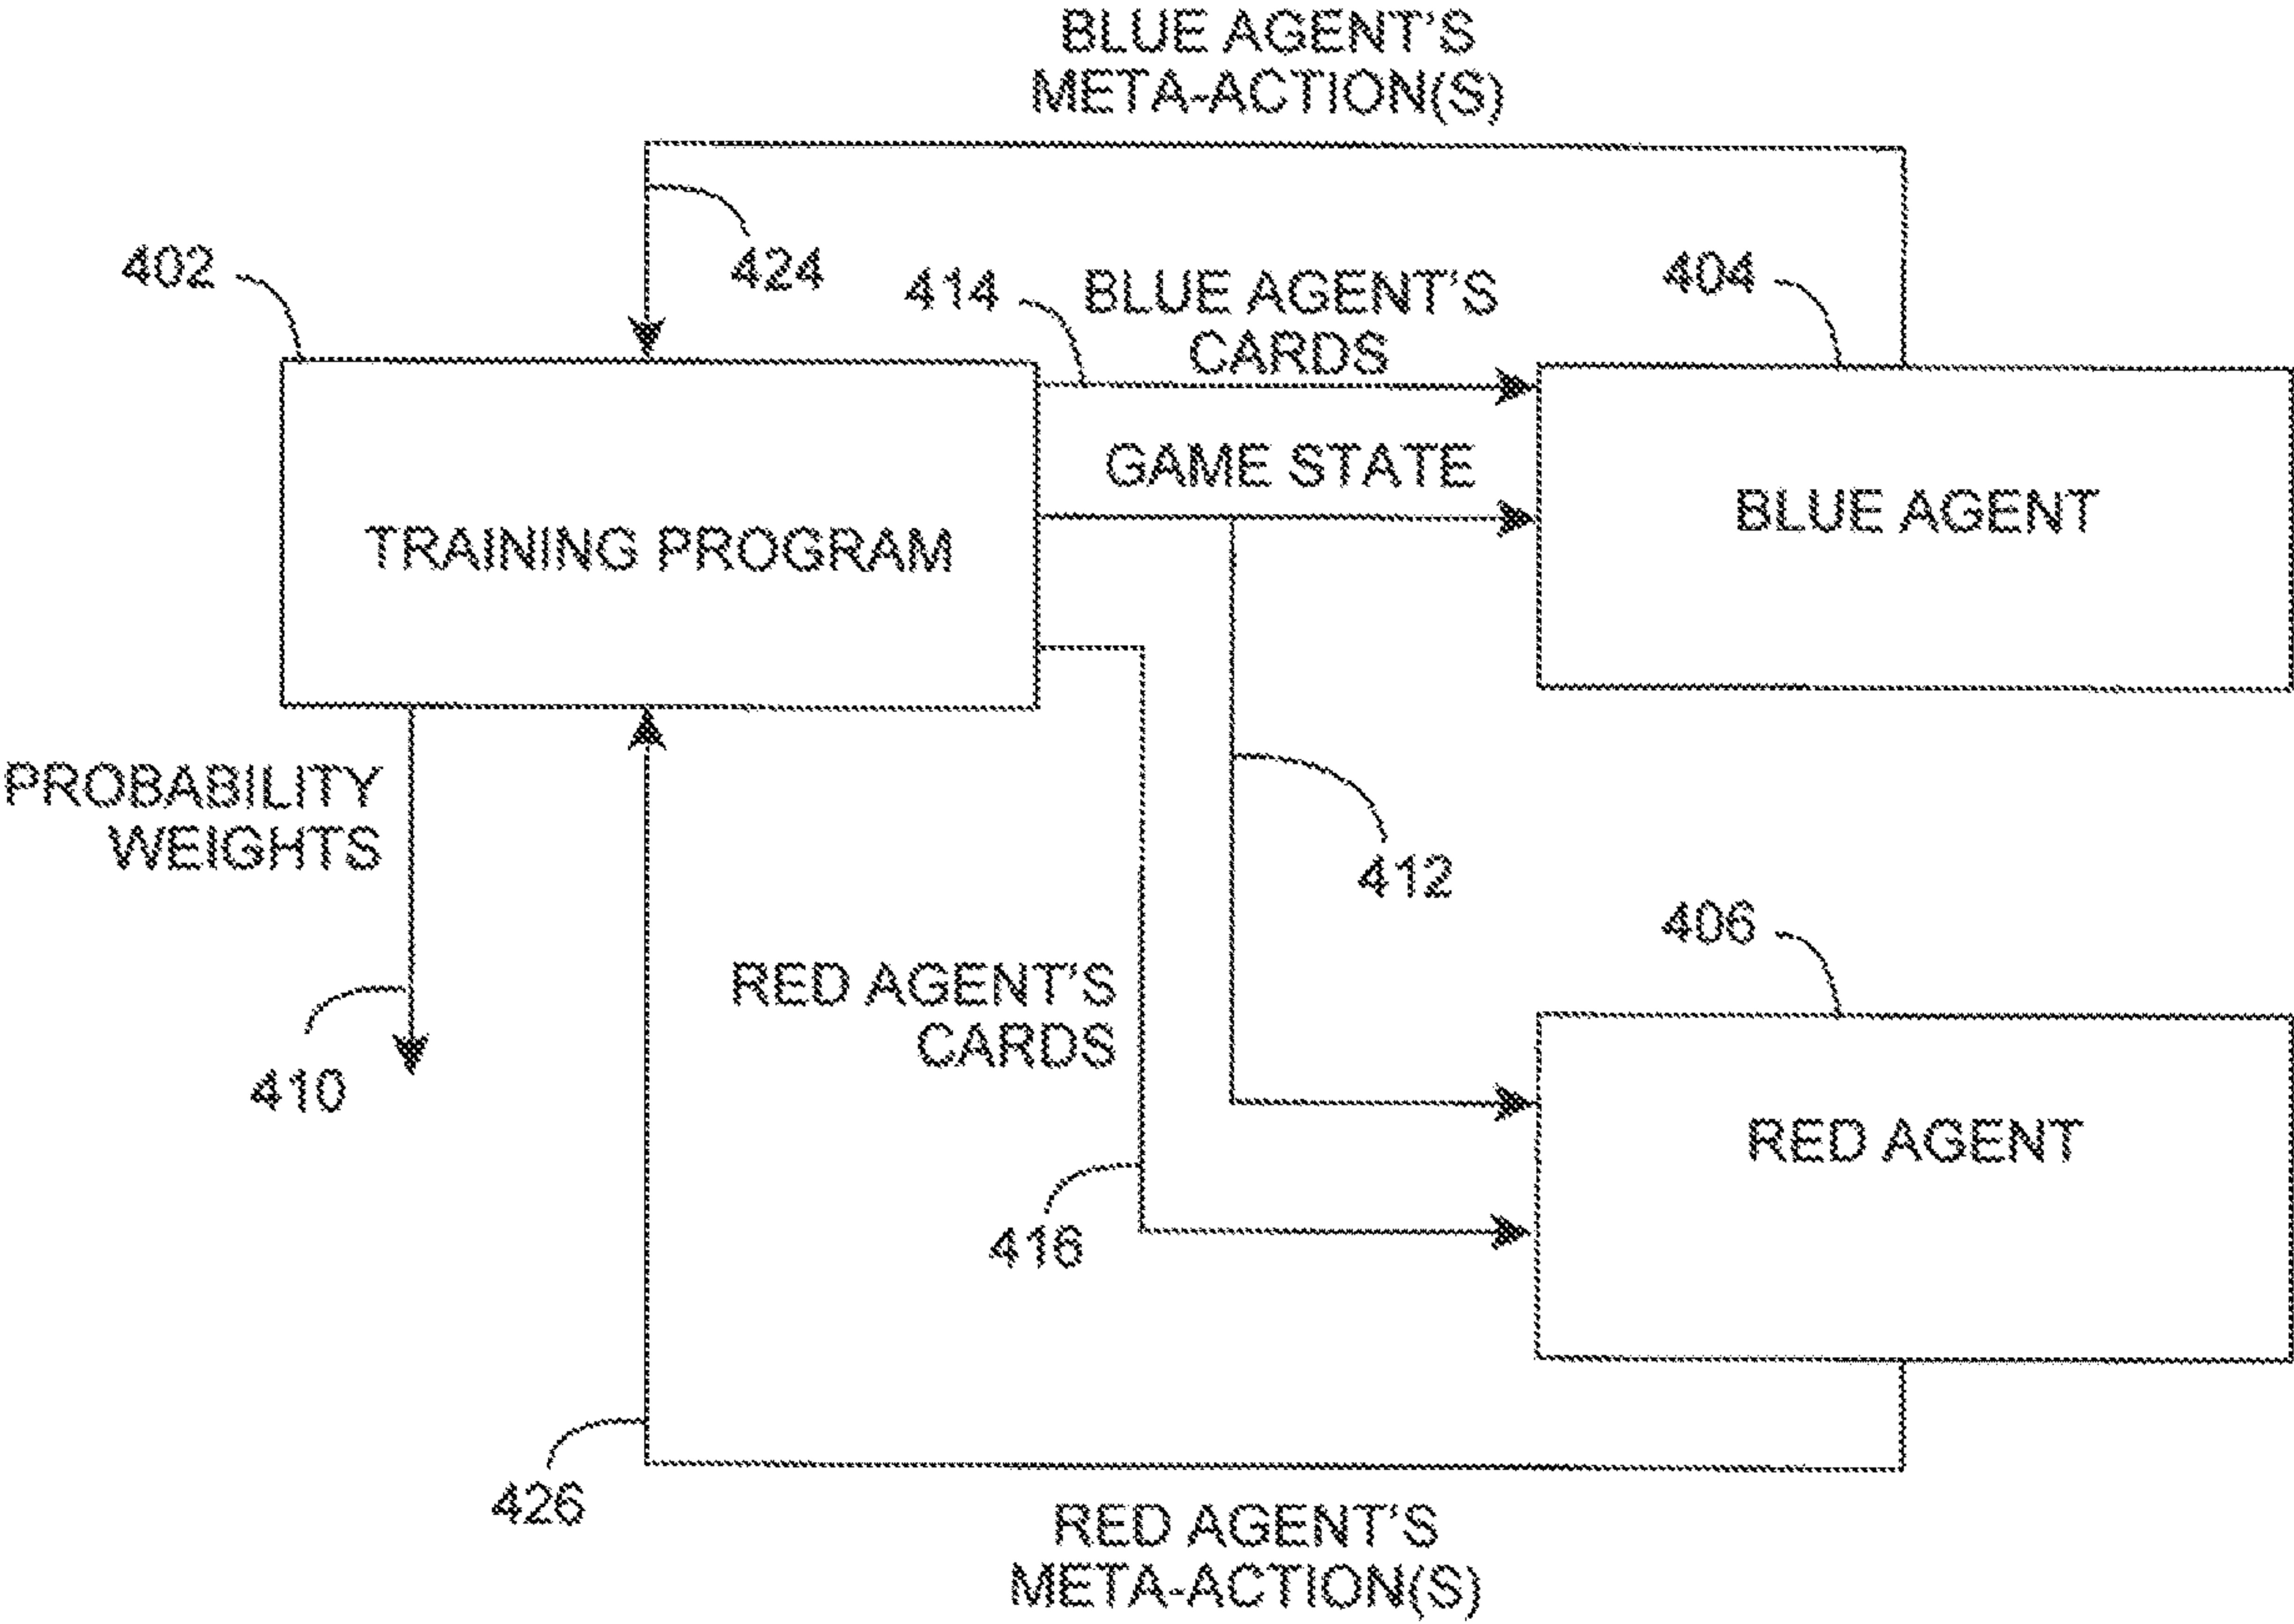 BLUE AGENT'S
META-ACTION(S)
402
424
414
BLUE AGENT'S
CARDS
404
GAME STATE
TRAINING PROGRAM
BLUE AGENT
PROBABILITY
WEIGHTS
412
406
RED AGENT'S
CARDS
410
RED AGENT
416
426
RED AGENT'S
META-ACTION(S)